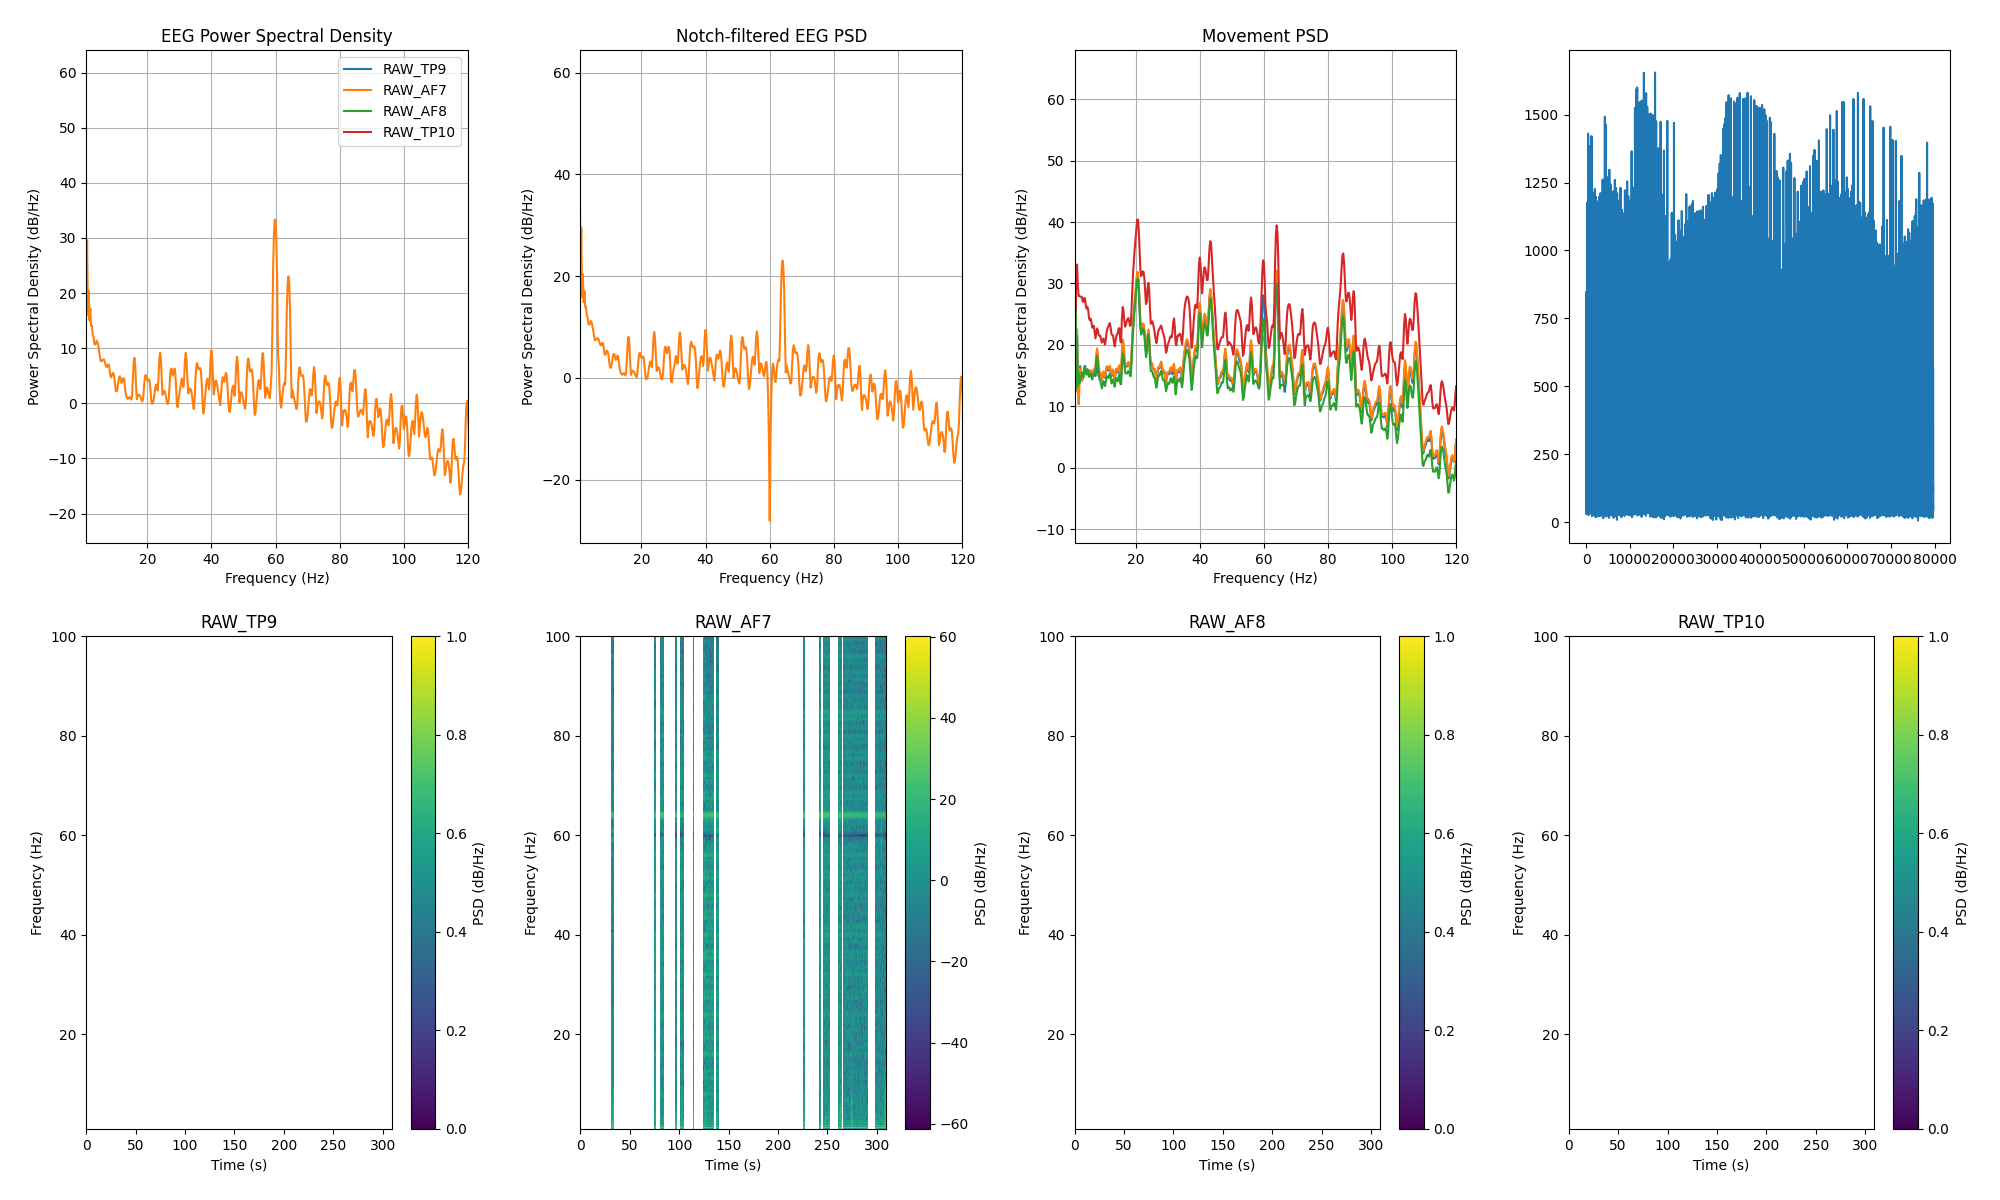 EEG Power Spectral Density
Power Spectral Density (dB/Hz)
60
50
40
30
20
10
0
−10
−20
RAW_TP9
RAW_AF7
RAW_AF8
RAW_TP10
20 40 60 80 100 120
Frequency (Hz)
Notch-filtered EEG PSD
Power Spectral Density (dB/Hz)
60
40
20
0
−20
20 40 60 80 100 120
Frequency (Hz)
Movement PSD
Power Spectral Density (dB/Hz)
60
50
40
30
20
10
0
−10
20 40 60 80 100 120
Frequency (Hz)
1500
1250
1000
750
500
250
0
0 10000 20000 30000 40000 50000 60000 70000 80000
RAW_TP9
Frequency (Hz)
100
80
60
40
20
0 50 100 150 200 250 300
Time (s)
1.0
0.8
0.6
0.4
0.2
0.0
PSD (dB/Hz)
RAW_AF7
Frequency (Hz)
100
80
60
40
20
0 50 100 150 200 250 300
Time (s)
60
40
20
0
−20
−40
−60
PSD (dB/Hz)
RAW_AF8
Frequency (Hz)
100
80
60
40
20
0 50 100 150 200 250 300
Time (s)
1.0
0.8
0.6
0.4
0.2
0.0
PSD (dB/Hz)
RAW_TP10
Frequency (Hz)
100
80
60
40
20
0 50 100 150 200 250 300
Time (s)
1.0
0.8
0.6
0.4
0.2
0.0
PSD (dB/Hz)